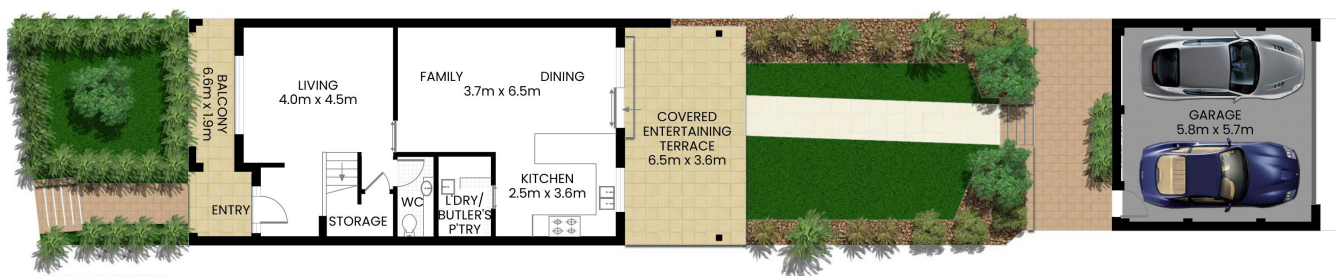 BALCONY
6.6m x 1.9m
LIVING
4.0m x 4.5m
FAMILY DINING
3.7m x 6.5m
COVERED
ENTERTAINING
TERRACE
6.5m x 3.6m
GARAGE
5.8m x 5.7m
ENTRY
STORAGE
WC
L'DRY/
BUTLER'S
P'TRY
KITCHEN
2.5m x 3.6m